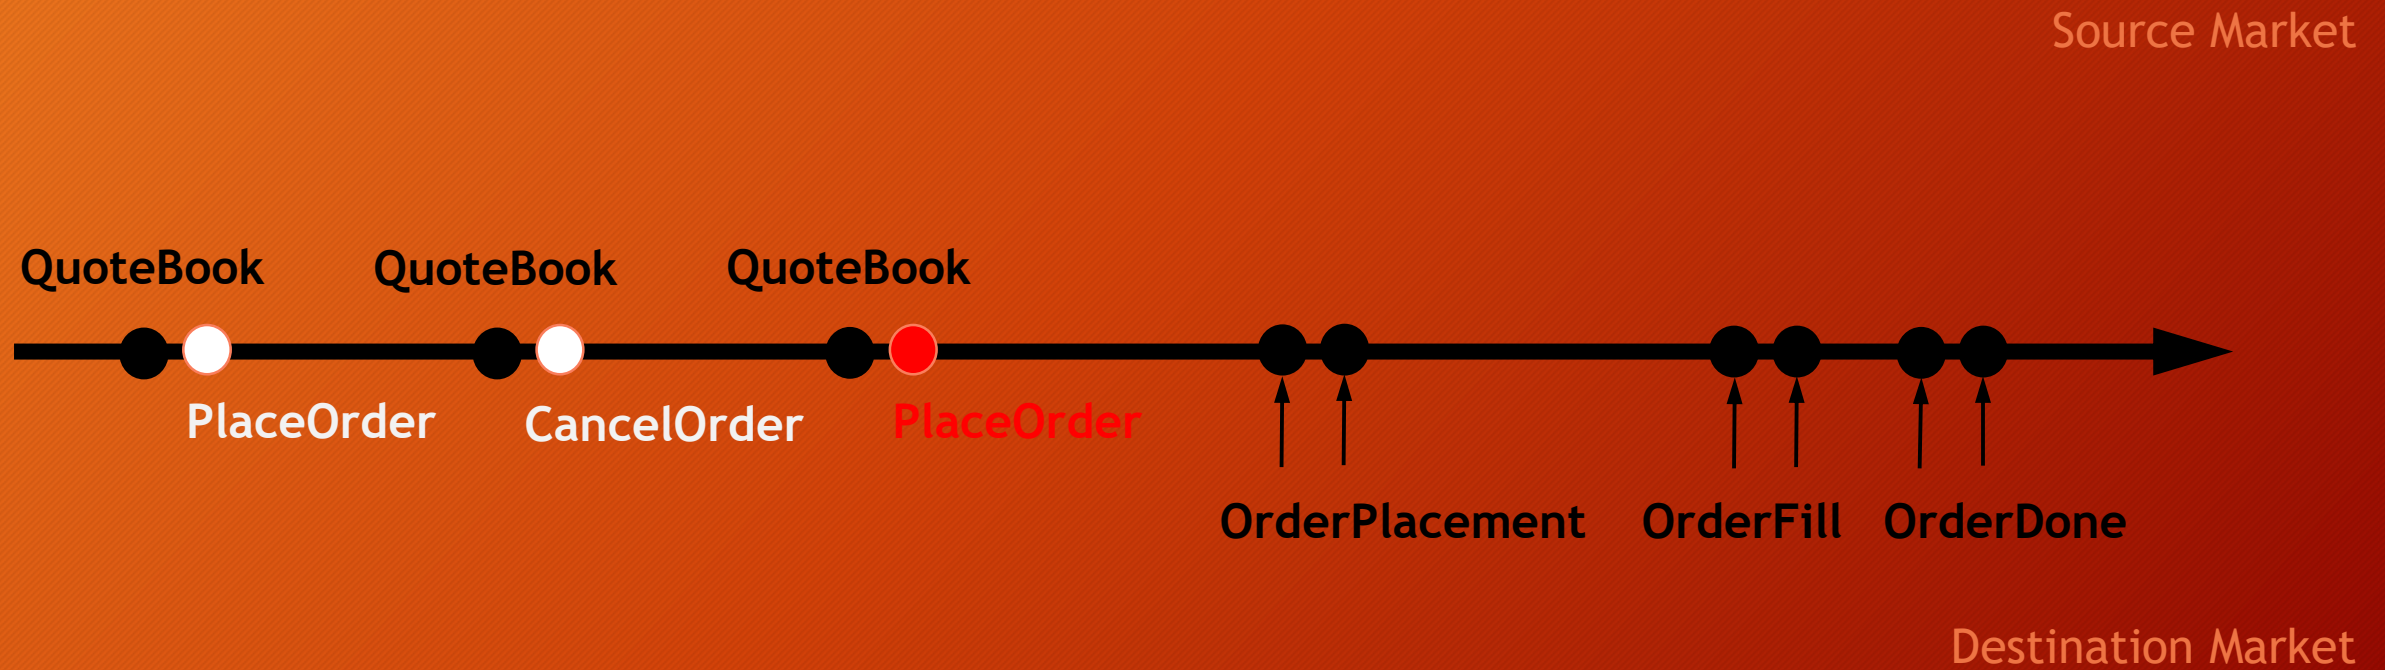 Source Market
QuoteBook QuoteBook QuoteBook
PlaceOrder CancelOrder PlaceOrder
OrderPlacement OrderFill OrderDone
Destination Market